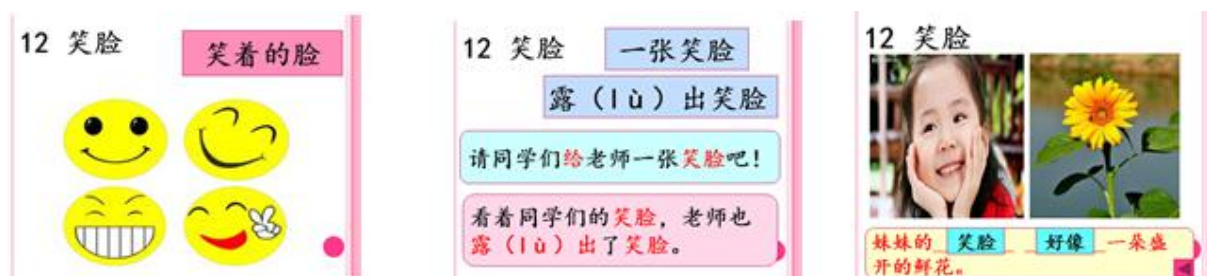 12 笑脸
笑着的脸
12 笑脸
一张笑脸
露（lù）出笑脸
请同学们给老师一张笑脸吧！
看着同学们的笑脸，老师也
露（lù）出了笑脸。
12 笑脸
妹妹的 笑脸 好像 一朵盛
开的鲜花。